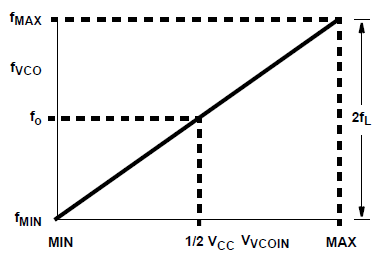 fMAX
fVCO
fo
2fL
fMIN
MIN 1/2 VCC VVCOIN MAX